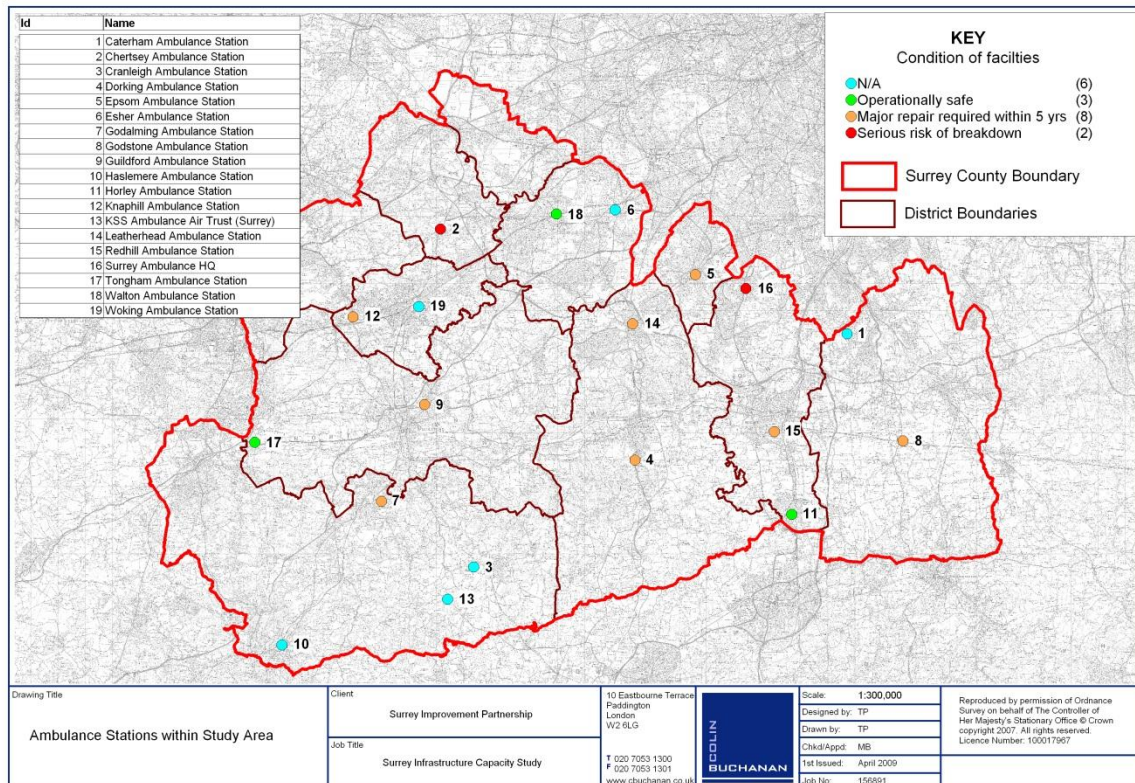 Id Name
1 Caterham Ambulance Station
2 Chertsey Ambulance Station
3 Cranleigh Ambulance Station
4 Dorking Ambulance Station
5 Epsom Ambulance Station
6 Esher Ambulance Station
7 Godalming Ambulance Station
8 Godstone Ambulance Station
9 Guildford Ambulance Station
10 Haslemere Ambulance Station
11 Horley Ambulance Station
12 Knaphill Ambulance Station
13 KSS Ambulance Air Trust (Surrey)
14 Leatherhead Ambulance Station
15 Redhill Ambulance Station
16 Surrey Ambulance HQ
17 Tongham Ambulance Station
18 Walton Ambulance Station
19 Woking Ambulance Station
KEY
Condition of facilties
N/A (6)
Operationally safe (3)
Major repair required within 5 yrs (8)
Serious risk of breakdown (2)
Surrey County Boundary
District Boundaries
6
18
2
5
16
19
12
14
1
9
15
17
8
4
7
11
3
13
10
Drawing Title
Ambulance Stations within Study Area
Client
Surrey Improvement Partnership
Job Title
Surrey Infrastructure Capacity Study
10 Eastbourne Terrace
Paddington
London
W2 6LG
T 020 7053 1300
F 020 7053 1301
www.cbuchanan.co.uk
COLIN
BUCHANAN
Scale: 1:300,000
Designed by: TP
Drawn by: TP
Chkd/Appd: MB
1st Issued: April 2009
Job No: 156891
Reproduced by permission of Ordnance
Survey on behalf of The Controller of
Her Majesty's Stationary Office © Crown
copyright 2007. All rights reserved.
Licence Number: 100017967